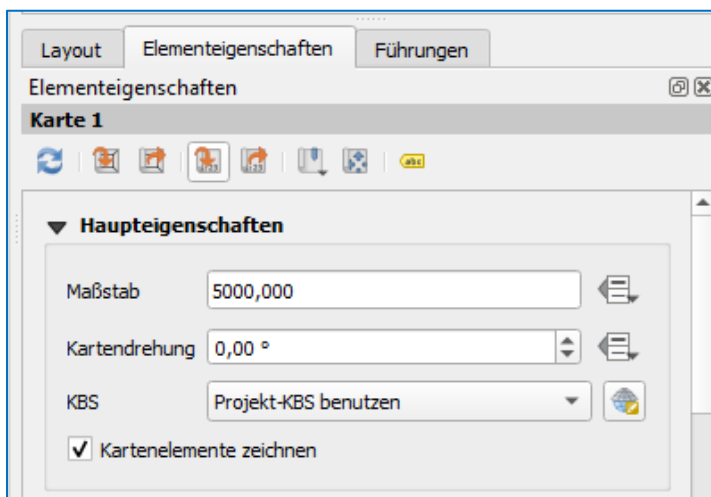 Layout Elementeigenschaften Führungen
Elementeigenschaften
Karte 1
abc
Haupteigenschaften
Maßstab 5000,000
Kartendrehung 0,00 °
KBS Projekt-KBS benutzen
Kartenelemente zeichnen